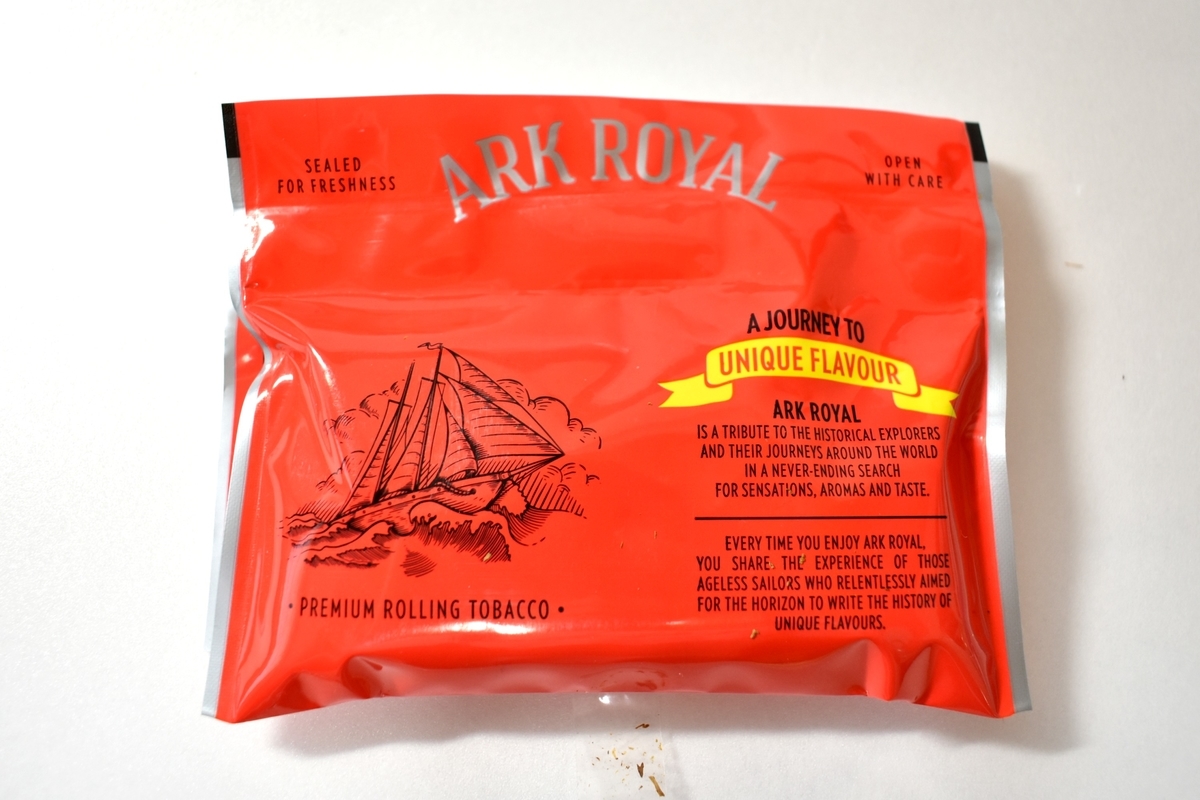 ARK ROYAL
SEALED
FOR FRESHNESS
OPEN
WITH CARE
A JOURNEY TO
UNIQUE FLAVOUR
ARK ROYAL
IS A TRIBUTE TO THE HISTORICAL EXPLORERS
AND THEIR JOURNEYS AROUND THE WORLD
IN A NEVER-ENDING SEARCH
FOR SENSATIONS, AROMAS AND TASTE.
EVERY TIME YOU ENJOY ARK ROYAL,
YOU SHARE THE EXPERIENCE OF THOSE
AGELESS SAILORS WHO RELENTLESSLY AIMED
FOR THE HORIZON TO WRITE THE HISTORY OF
UNIQUE FLAVOURS.
• PREMIUM ROLLING TOBACCO •